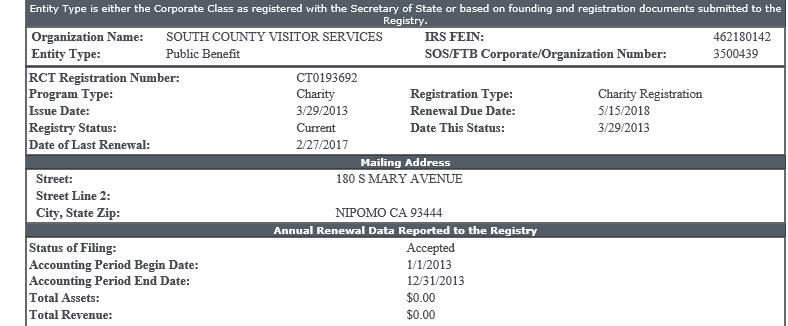 Entity Type is either the Corporate Class as registered with the Secretary of State or based on founding and registration documents submitted to the
Registry.
Organization Name: SOUTH COUNTY VISITOR SERVICES IRS FEIN: 462180142
Entity Type: Public Benefit SOS/FTB Corporate/Organization Number: 3500439
RCT Registration Number: CT0193692
Program Type: Charity Registration Type: Charity Registration
Issue Date: 3/29/2013 Renewal Due Date: 5/15/2018
Registry Status: Current Date This Status: 3/29/2013
Date of Last Renewal: 2/27/2017
Mailing Address
Street: 180 S MARY AVENUE
Street Line 2:
City, State Zip: NIPOMO CA 93444
Annual Renewal Data Reported to the Registry
Status of Filing: Accepted
Accounting Period Begin Date: 1/1/2013
Accounting Period End Date: 12/31/2013
Total Assets: $0.00
Total Revenue: $0.00